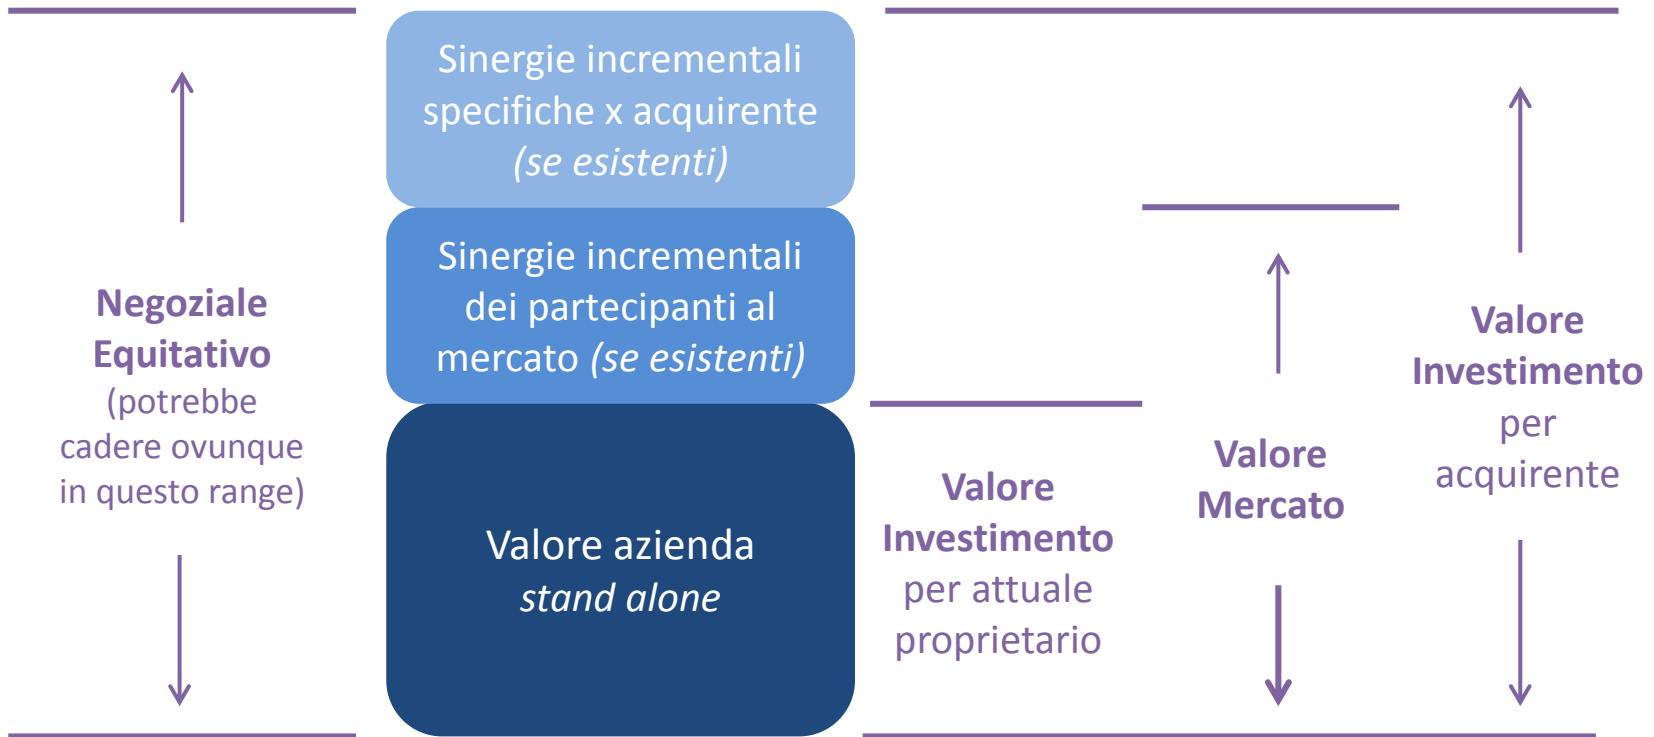 Sinergie incrementali
specifiche x acquirente
(se esistenti)
Sinergie incrementali
dei partecipanti al
mercato (se esistenti)
Valore azienda
stand alone
Negoziale
Equitativo
(potrebbe
cadere ovunque
in questo range)
Valore
Investimento
per attuale
proprietario
Valore
Mercato
Valore
Investimento
per
acquirente